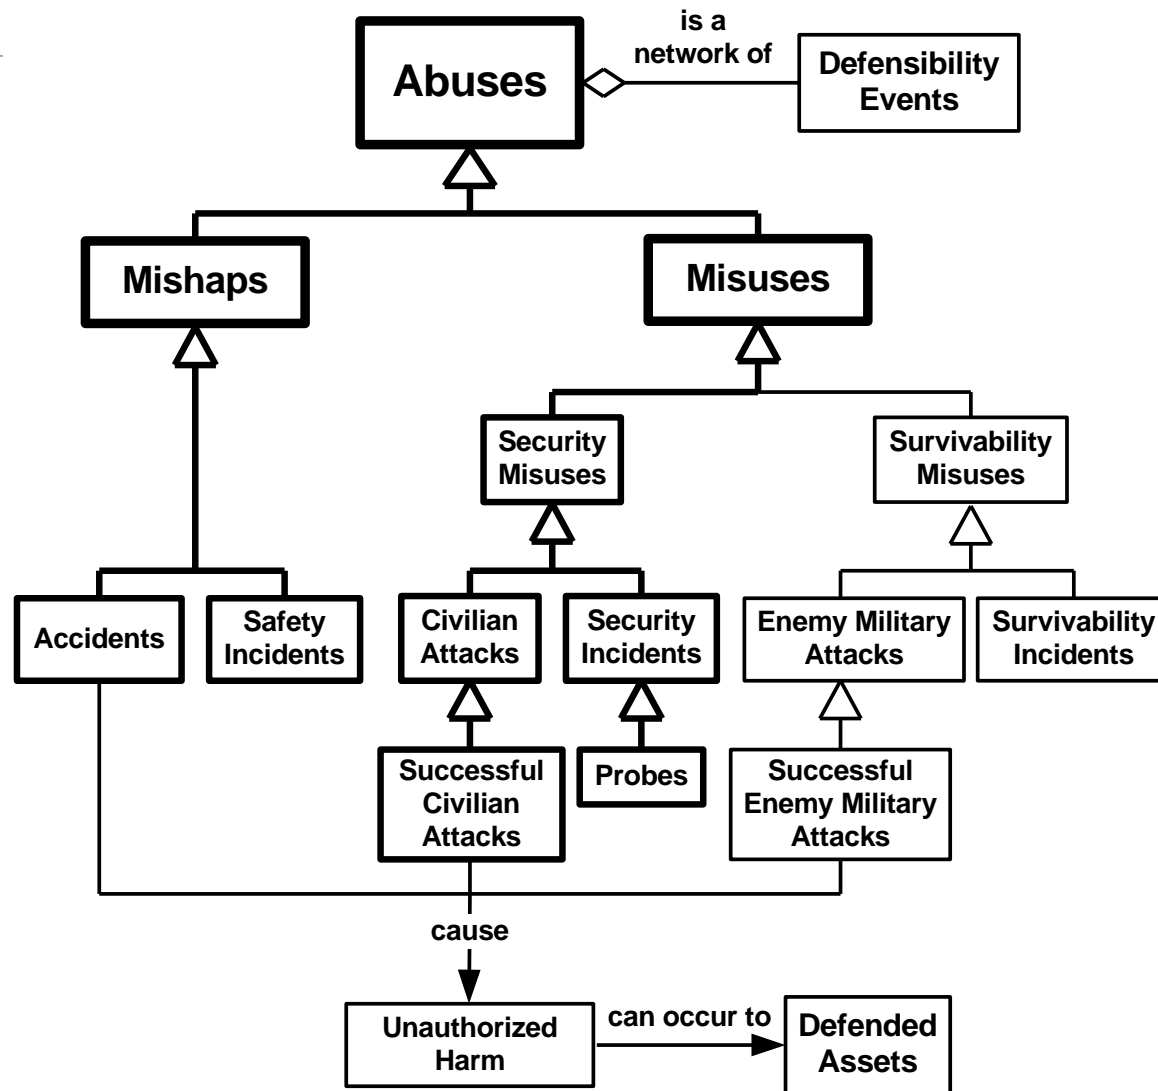 is a
network of
Abuses
Defensibility
Events
Mishaps
Misuses
Security
Misuses
Survivability
Misuses
Accidents
Safety
Incidents
Civilian
Attacks
Security
Incidents
Enemy Military
Attacks
Survivability
Incidents
Successful
Civilian
Attacks
Probes
Successful
Enemy Military
Attacks
cause
Unauthorized
Harm
can occur to
Defended
Assets